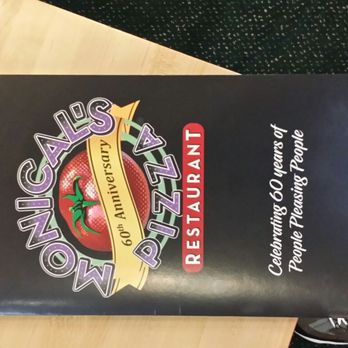 MONICAL'S
60th Anniversary
PIZZA
RESTAURANT
Celebrating 60 years of
People Pleasing People